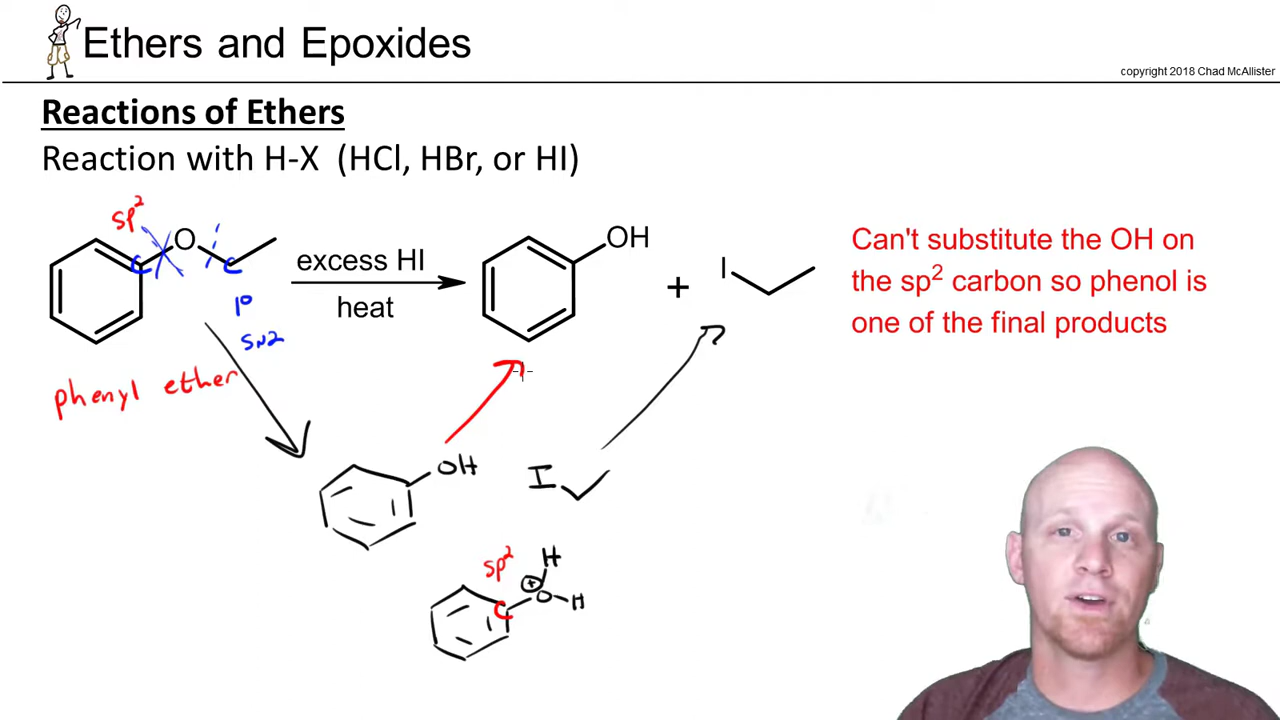 Ethers and Epoxides
copyright 2018 Chad McAllister
Reactions of Ethers
Reaction with H-X (HCl, HBr, or HI)
sp²
O
C
C
1°
SN2
phenyl ether
excess HI
heat
OH
+
I
Can't substitute the OH on
the sp² carbon so phenol is
one of the final products
OH
I
sp²
H
+
C
O
H